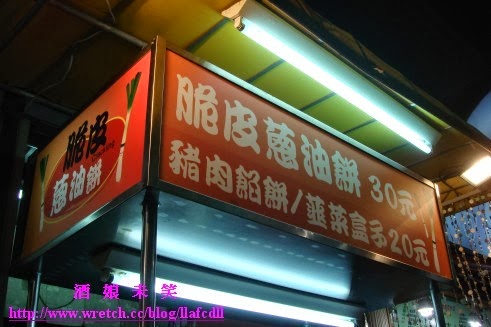 脆皮
蔥油餅
脆皮蔥油餅 30元
豬肉餡餅/韮菜盒子20元
酒娘未笑
http://www.wretch.cc/blog/llafcdll